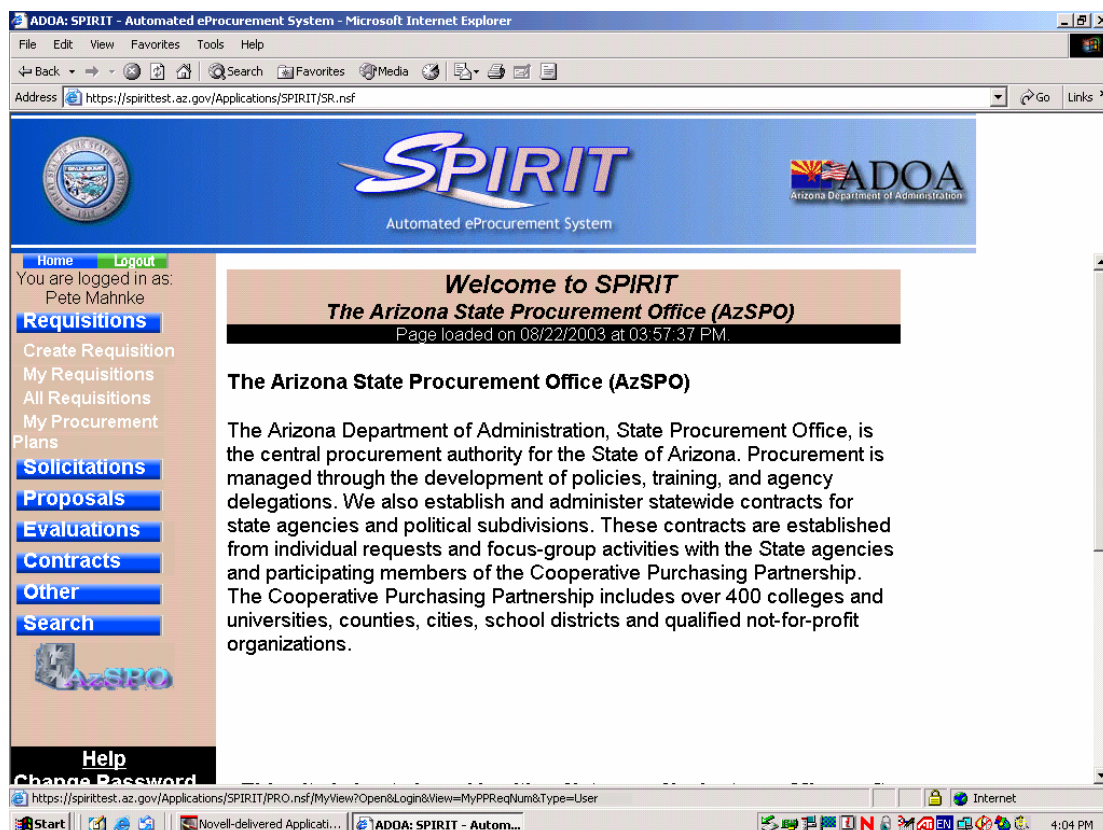 ADOA: SPIRIT - Automated eProcurement System - Microsoft Internet Explorer
File Edit View Favorites Tools Help
Back Search Favorites Media
Address https://spirittest.az.gov/Applications/SPIRIT/SR.nsf Go Links
SPIRIT
Automated eProcurement System
ADOA
Arizona Department of Administration
Home Logout
You are logged in as:
Pete Mahnke
Requisitions
Create Requisition
My Requisitions
All Requisitions
My Procurement
Plans
Solicitations
Proposals
Evaluations
Contracts
Other
Search
AzSPO
Help
Change Password
Welcome to SPIRIT
The Arizona State Procurement Office (AzSPO)
Page loaded on 08/22/2003 at 03:57:37 PM.
The Arizona State Procurement Office (AzSPO)
The Arizona Department of Administration, State Procurement Office, is
the central procurement authority for the State of Arizona. Procurement is
managed through the development of policies, training, and agency
delegations. We also establish and administer statewide contracts for
state agencies and political subdivisions. These contracts are established
from individual requests and focus-group activities with the State agencies
and participating members of the Cooperative Purchasing Partnership.
The Cooperative Purchasing Partnership includes over 400 colleges and
universities, counties, cities, school districts and qualified not-for-profit
organizations.
https://spirittest.az.gov/Applications/SPIRIT/PRO.nsf/MyView?Open&Login&View=MyPPReqNum&Type=User Internet
Start Novell-delivered Applicati... ADOA: SPIRIT - Autom... EN 4:04 PM